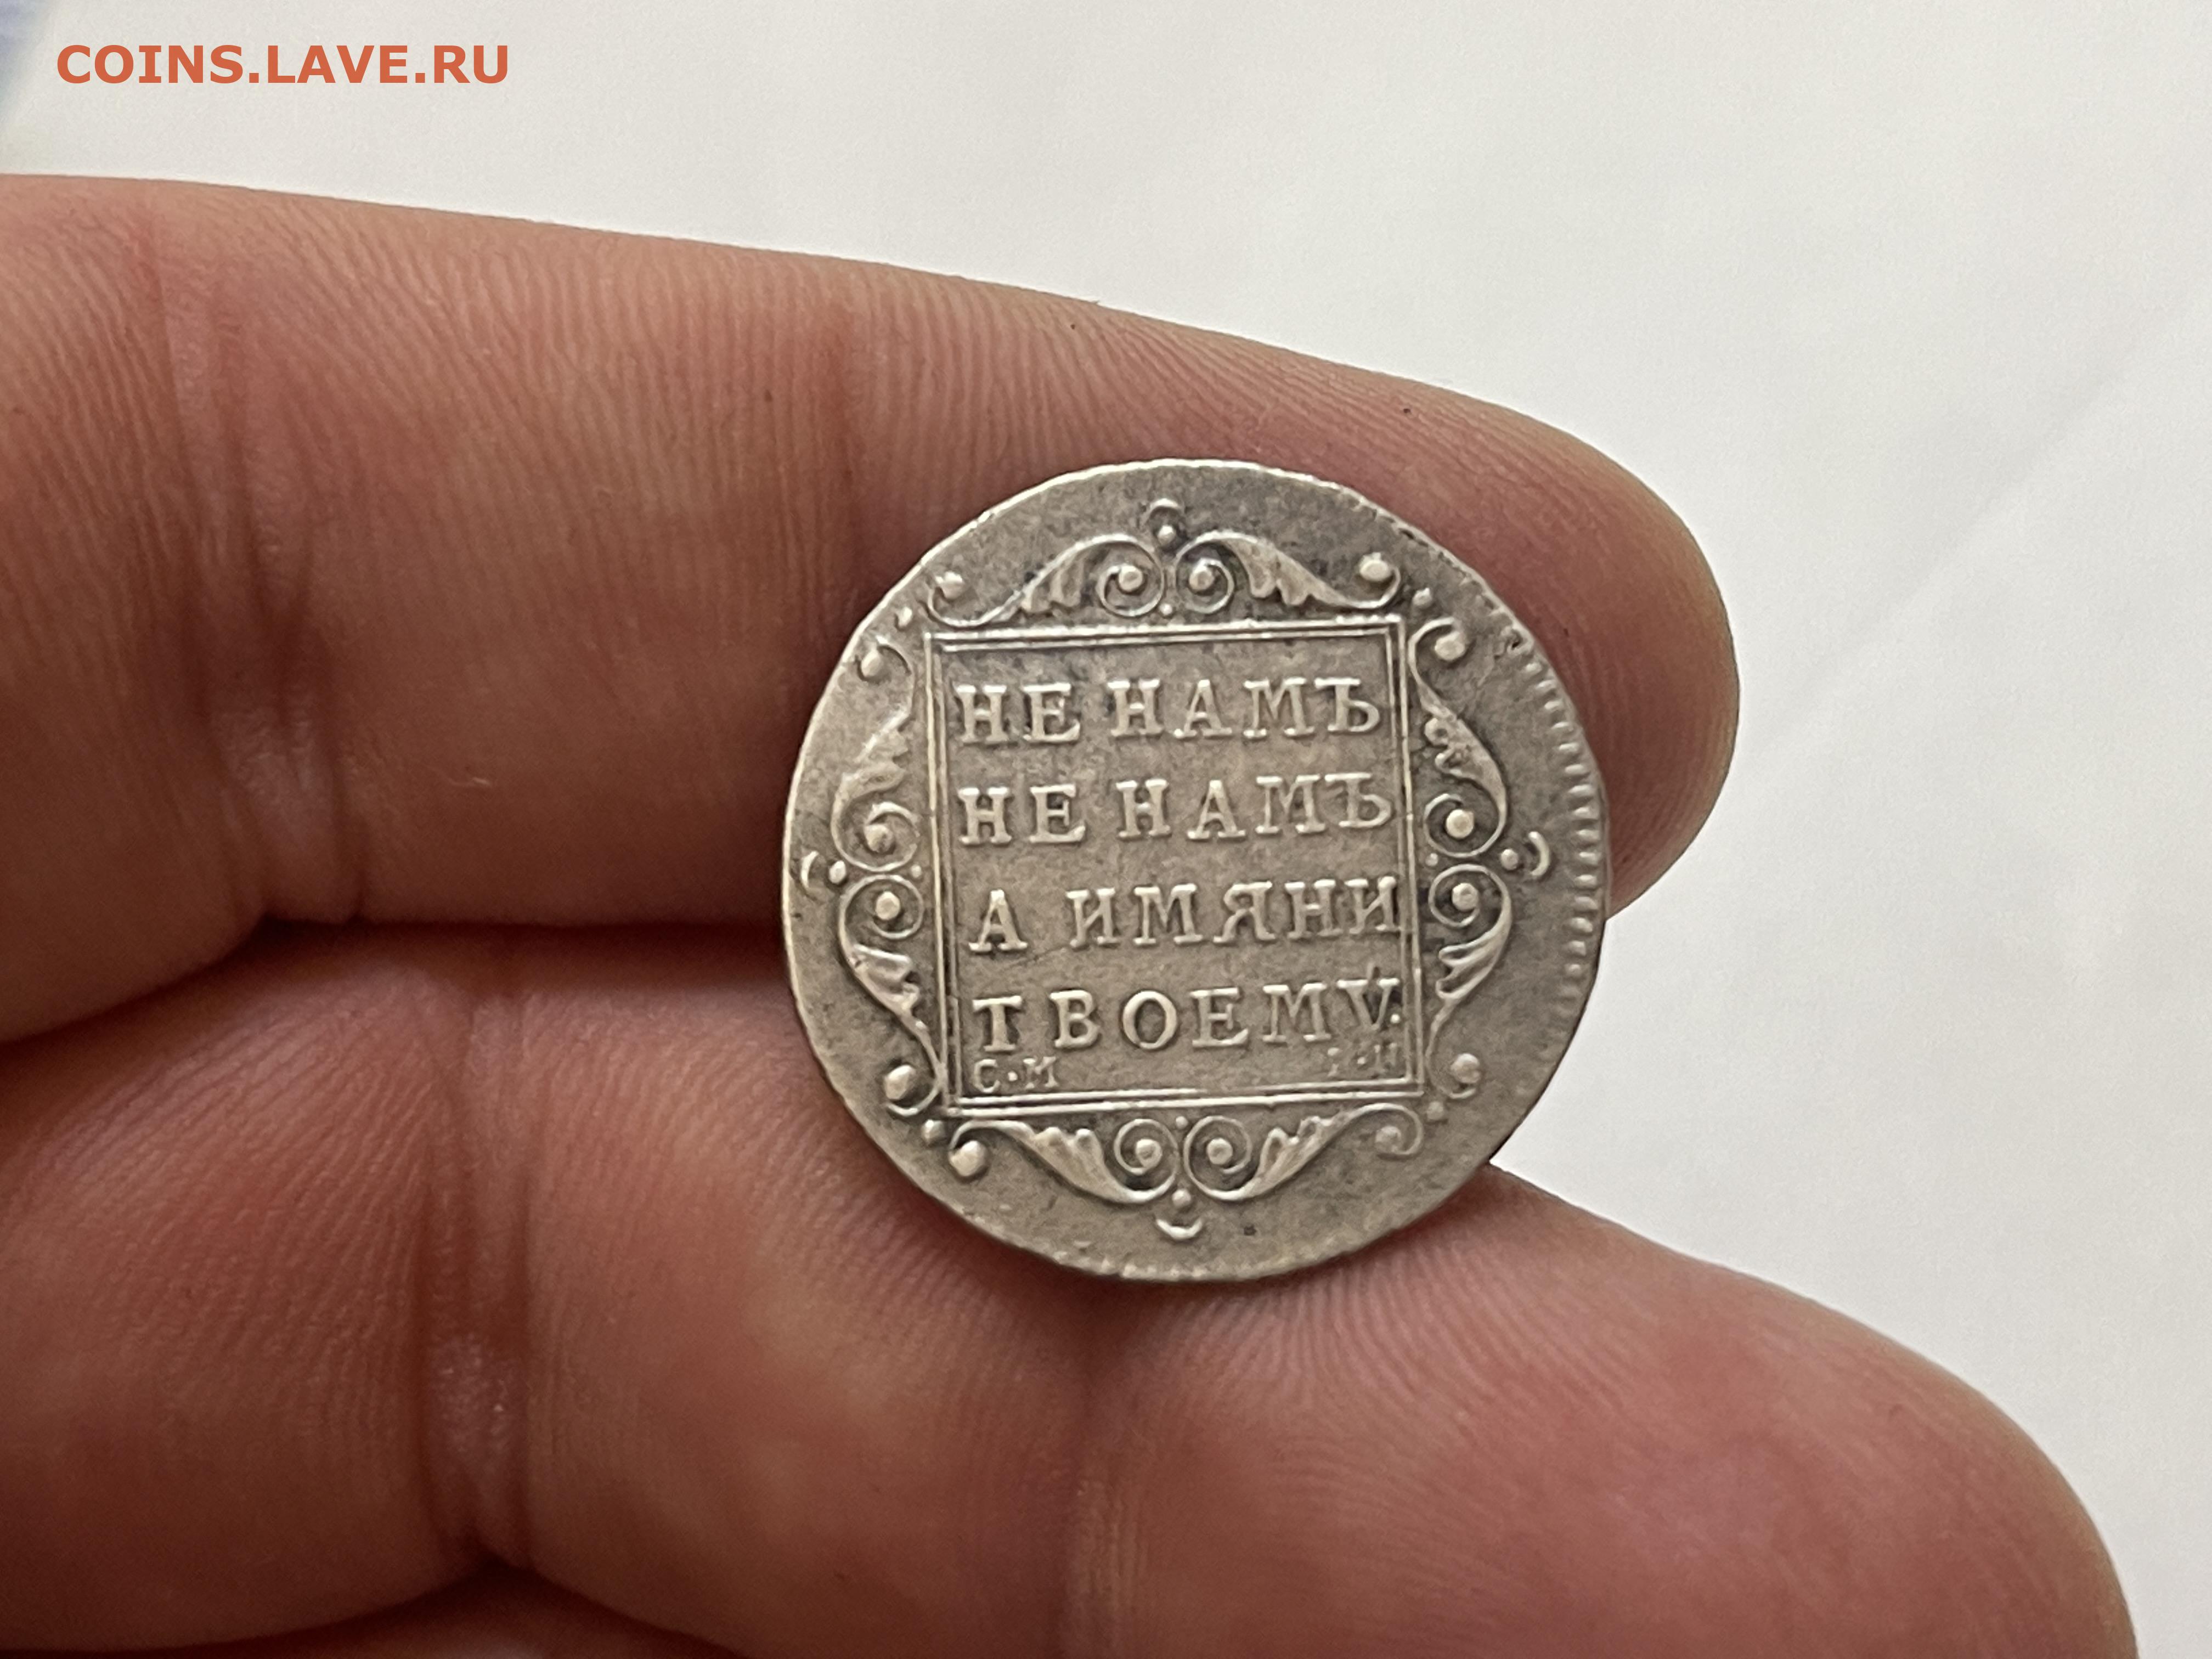 COINS.LAVE.RU
НЕ НАМЪ
НЕ НАМЪ
А ИМЯНИ
ТВОЕМУ.
С·М